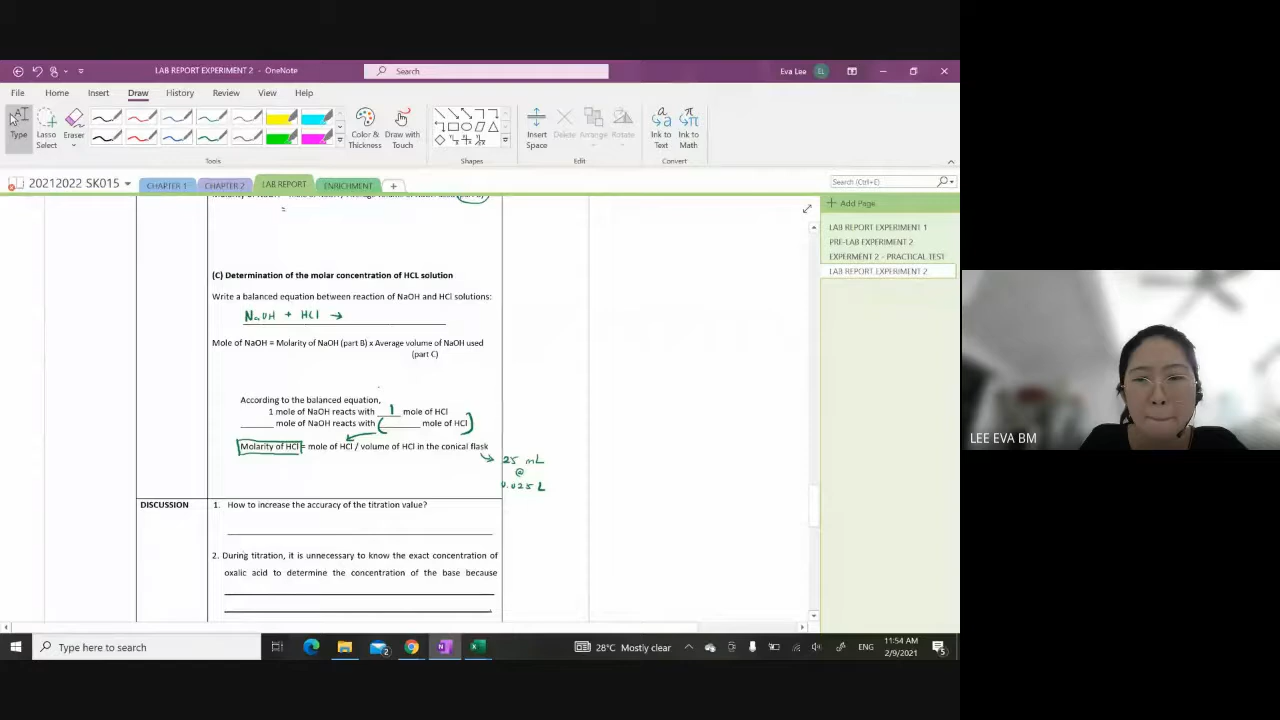 LAB REPORT EXPERIMENT 2 - OneNote
Search
Eva Lee
EL
File Home Insert Draw History Review View Help
Type
Lasso Select
Eraser
Color & Thickness
Draw with Touch
Insert Space
Delete
Arrange
Rotate
Ink to Text
Ink to Math
Tools
Shapes
Edit
Convert
20212022 SK015
CHAPTER 1
CHAPTER 2
LAB REPORT
ENRICHMENT
+
Search (Ctrl+E)
Add Page
LAB REPORT EXPERIMENT 1
PRE-LAB EXPERIMENT 2
EXPERMENT 2 - PRACTICAL TEST
LAB REPORT EXPERIMENT 2
=
(C) Determination of the molar concentration of HCL solution
Write a balanced equation between reaction of NaOH and HCl solutions:
NaOH + HCl →
Mole of NaOH = Molarity of NaOH (part B) x Average volume of NaOH used
(part C)
According to the balanced equation,
1 mole of NaOH reacts with 1 mole of HCl
______ mole of NaOH reacts with ( ______ mole of HCl )
Molarity of HCl = mole of HCl / volume of HCl in the conical flask
25 mL
@
0.025 L
DISCUSSION
1. How to increase the accuracy of the titration value?
2. During titration, it is unnecessary to know the exact concentration of
oxalic acid to determine the concentration of the base because
LEE EVA BM
Type here to search
2
28°C Mostly clear
ENG
11:54 AM
2/9/2021
5